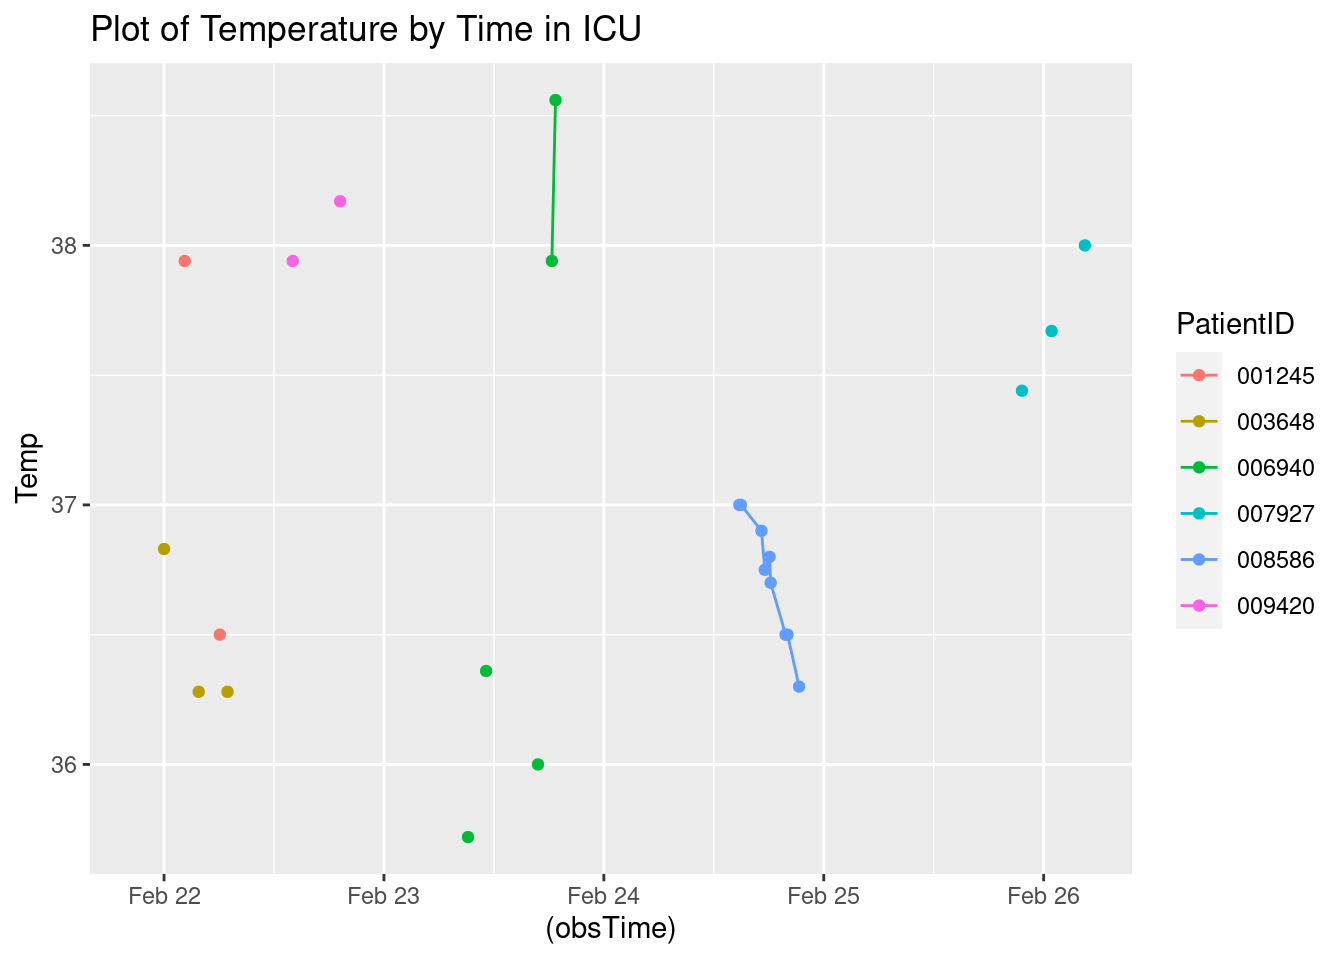 Plot of Temperature by Time in ICU
Temp
38
37
36
Feb 22
Feb 23
Feb 24
Feb 25
Feb 26
(obsTime)
PatientID
001245
003648
006940
007927
008586
009420